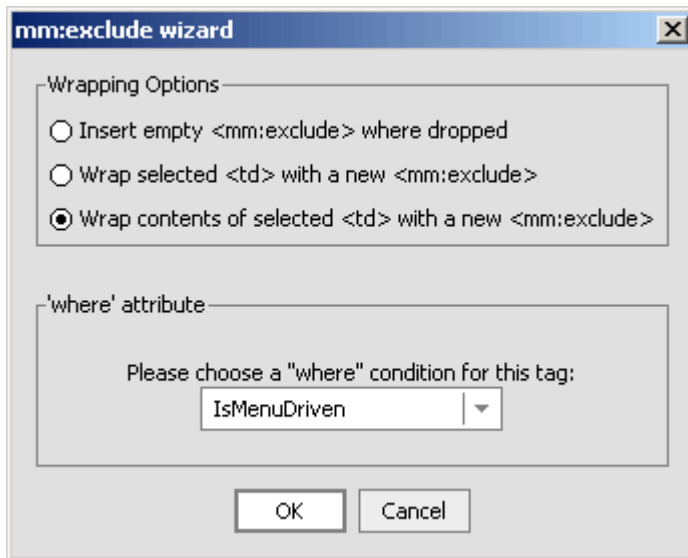 mm:exclude wizard
Wrapping Options
Insert empty <mm:exclude> where dropped
Wrap selected <td> with a new <mm:exclude>
Wrap contents of selected <td> with a new <mm:exclude>
'where' attribute
Please choose a "where" condition for this tag:
IsMenuDriven
OK Cancel